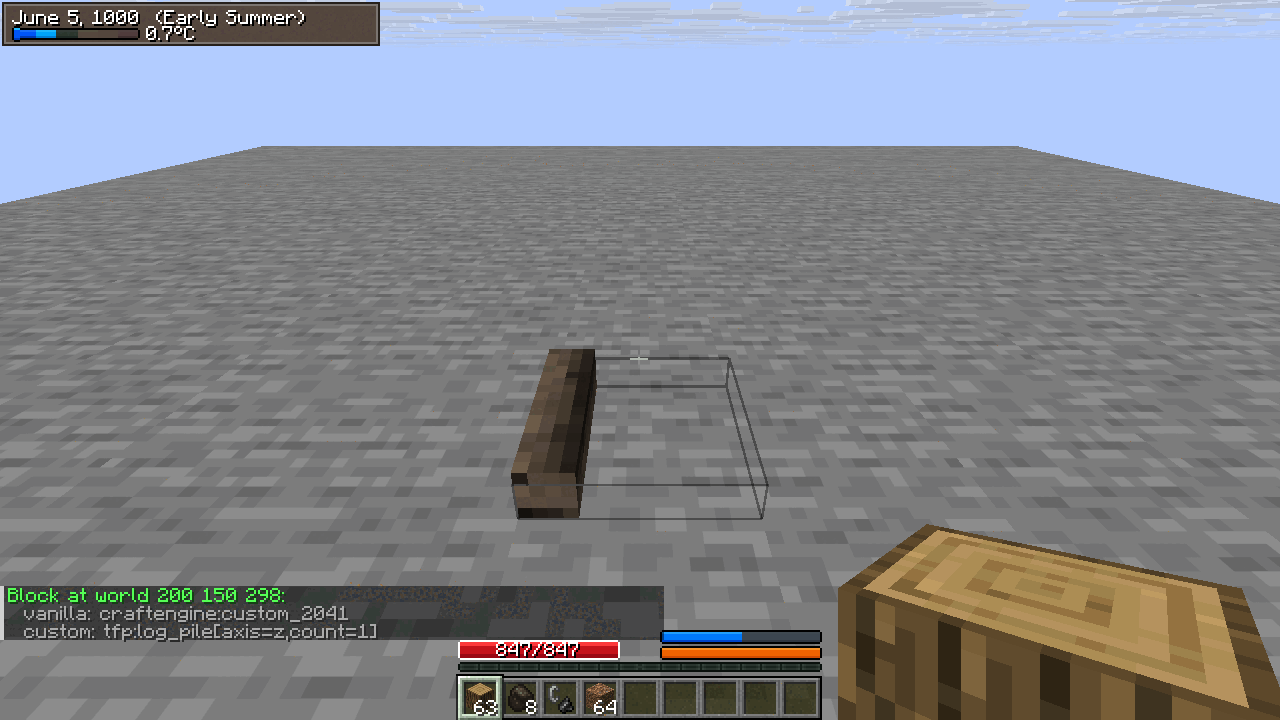 June 5, 1000 (Early Summer)
0.7°C
Block at world 200 150 298:
vanilla: craftengine:custom_2041
custom: tfp:log_pile[axis=z,count=1]
847/847
63 8 64